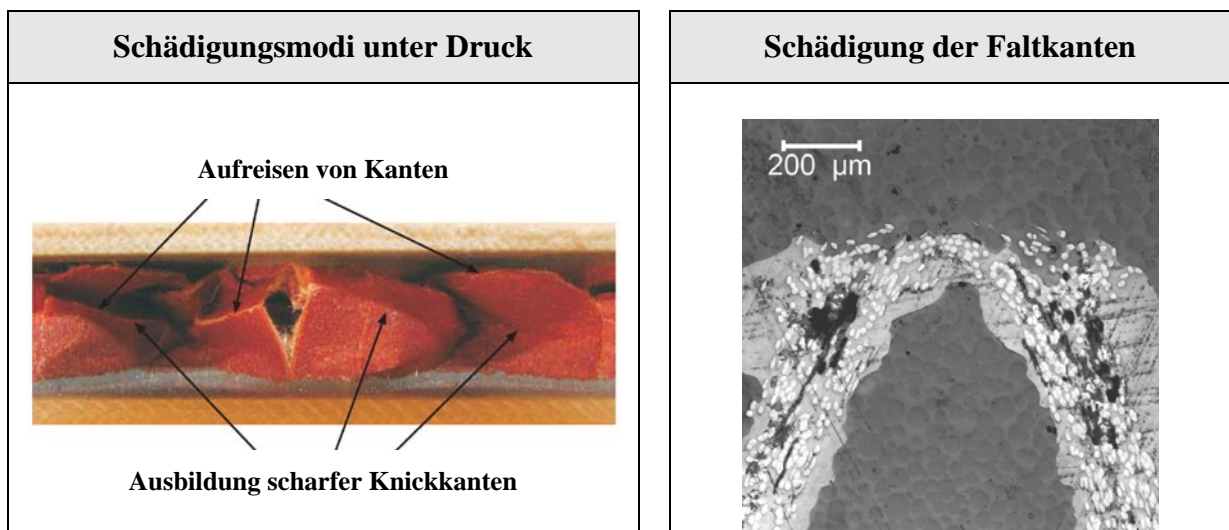 Schädigungsmodi unter Druck
Aufreisen von Kanten
Ausbildung scharfer Knickkanten
Schädigung der Faltkanten
200 µm